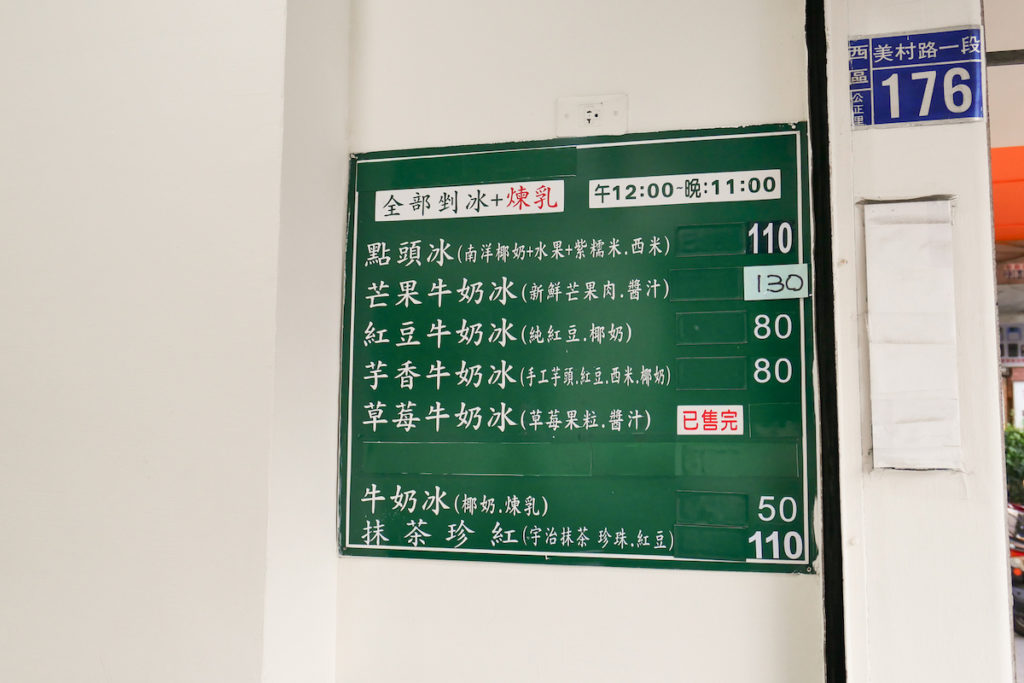 西區公正里
美村路一段
176
全部剉冰+煉乳
午12:00~晚:11:00
點頭冰(南洋椰奶+水果+紫糯米.西米) 110
芒果牛奶冰(新鮮芒果肉.醬汁) 130
紅豆牛奶冰(純紅豆.椰奶) 80
芋香牛奶冰(手工芋頭.紅豆.西米.椰奶) 80
草莓牛奶冰(草莓果粒.醬汁) 已售完
牛奶冰(椰奶.煉乳) 50
抹茶珍紅(宇治抹茶 珍珠.紅豆) 110